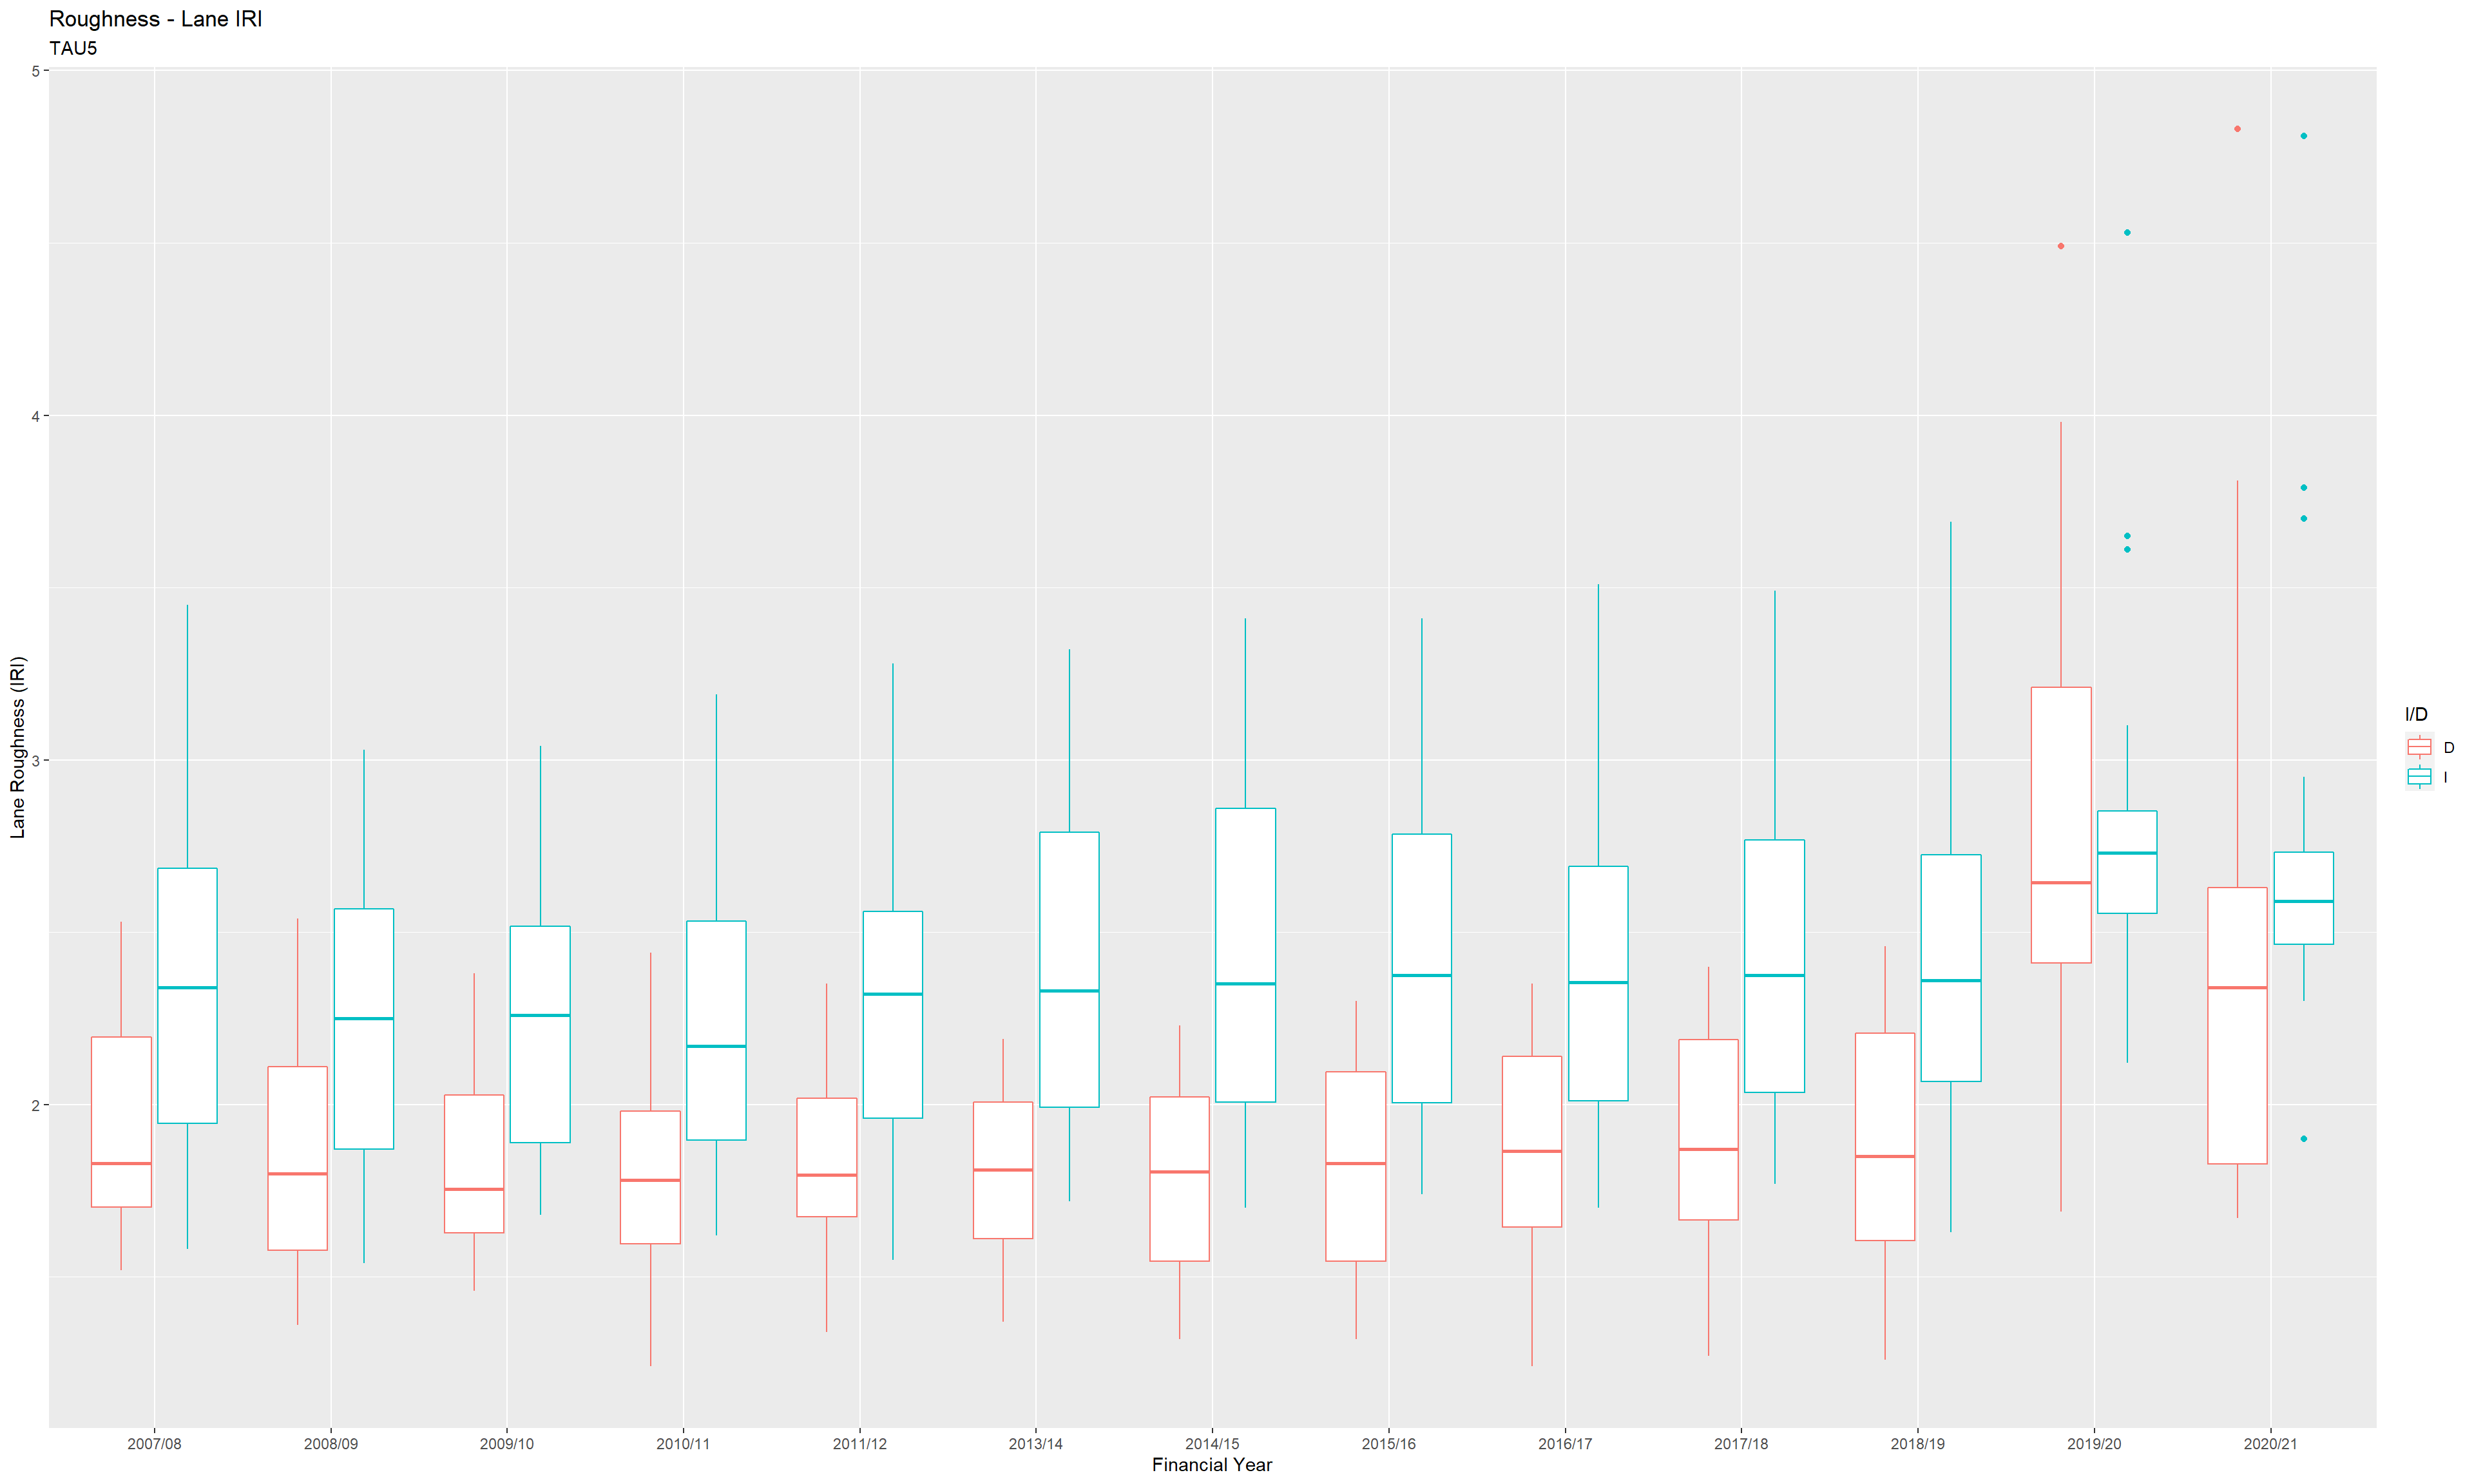 Roughness - Lane IRI
TAU5
5
4
3
2
Lane Roughness (IRI)
2007/08
2008/09
2009/10
2010/11
2011/12
2013/14
2014/15
2015/16
2016/17
2017/18
2018/19
2019/20
2020/21
Financial Year
I/D
D
I